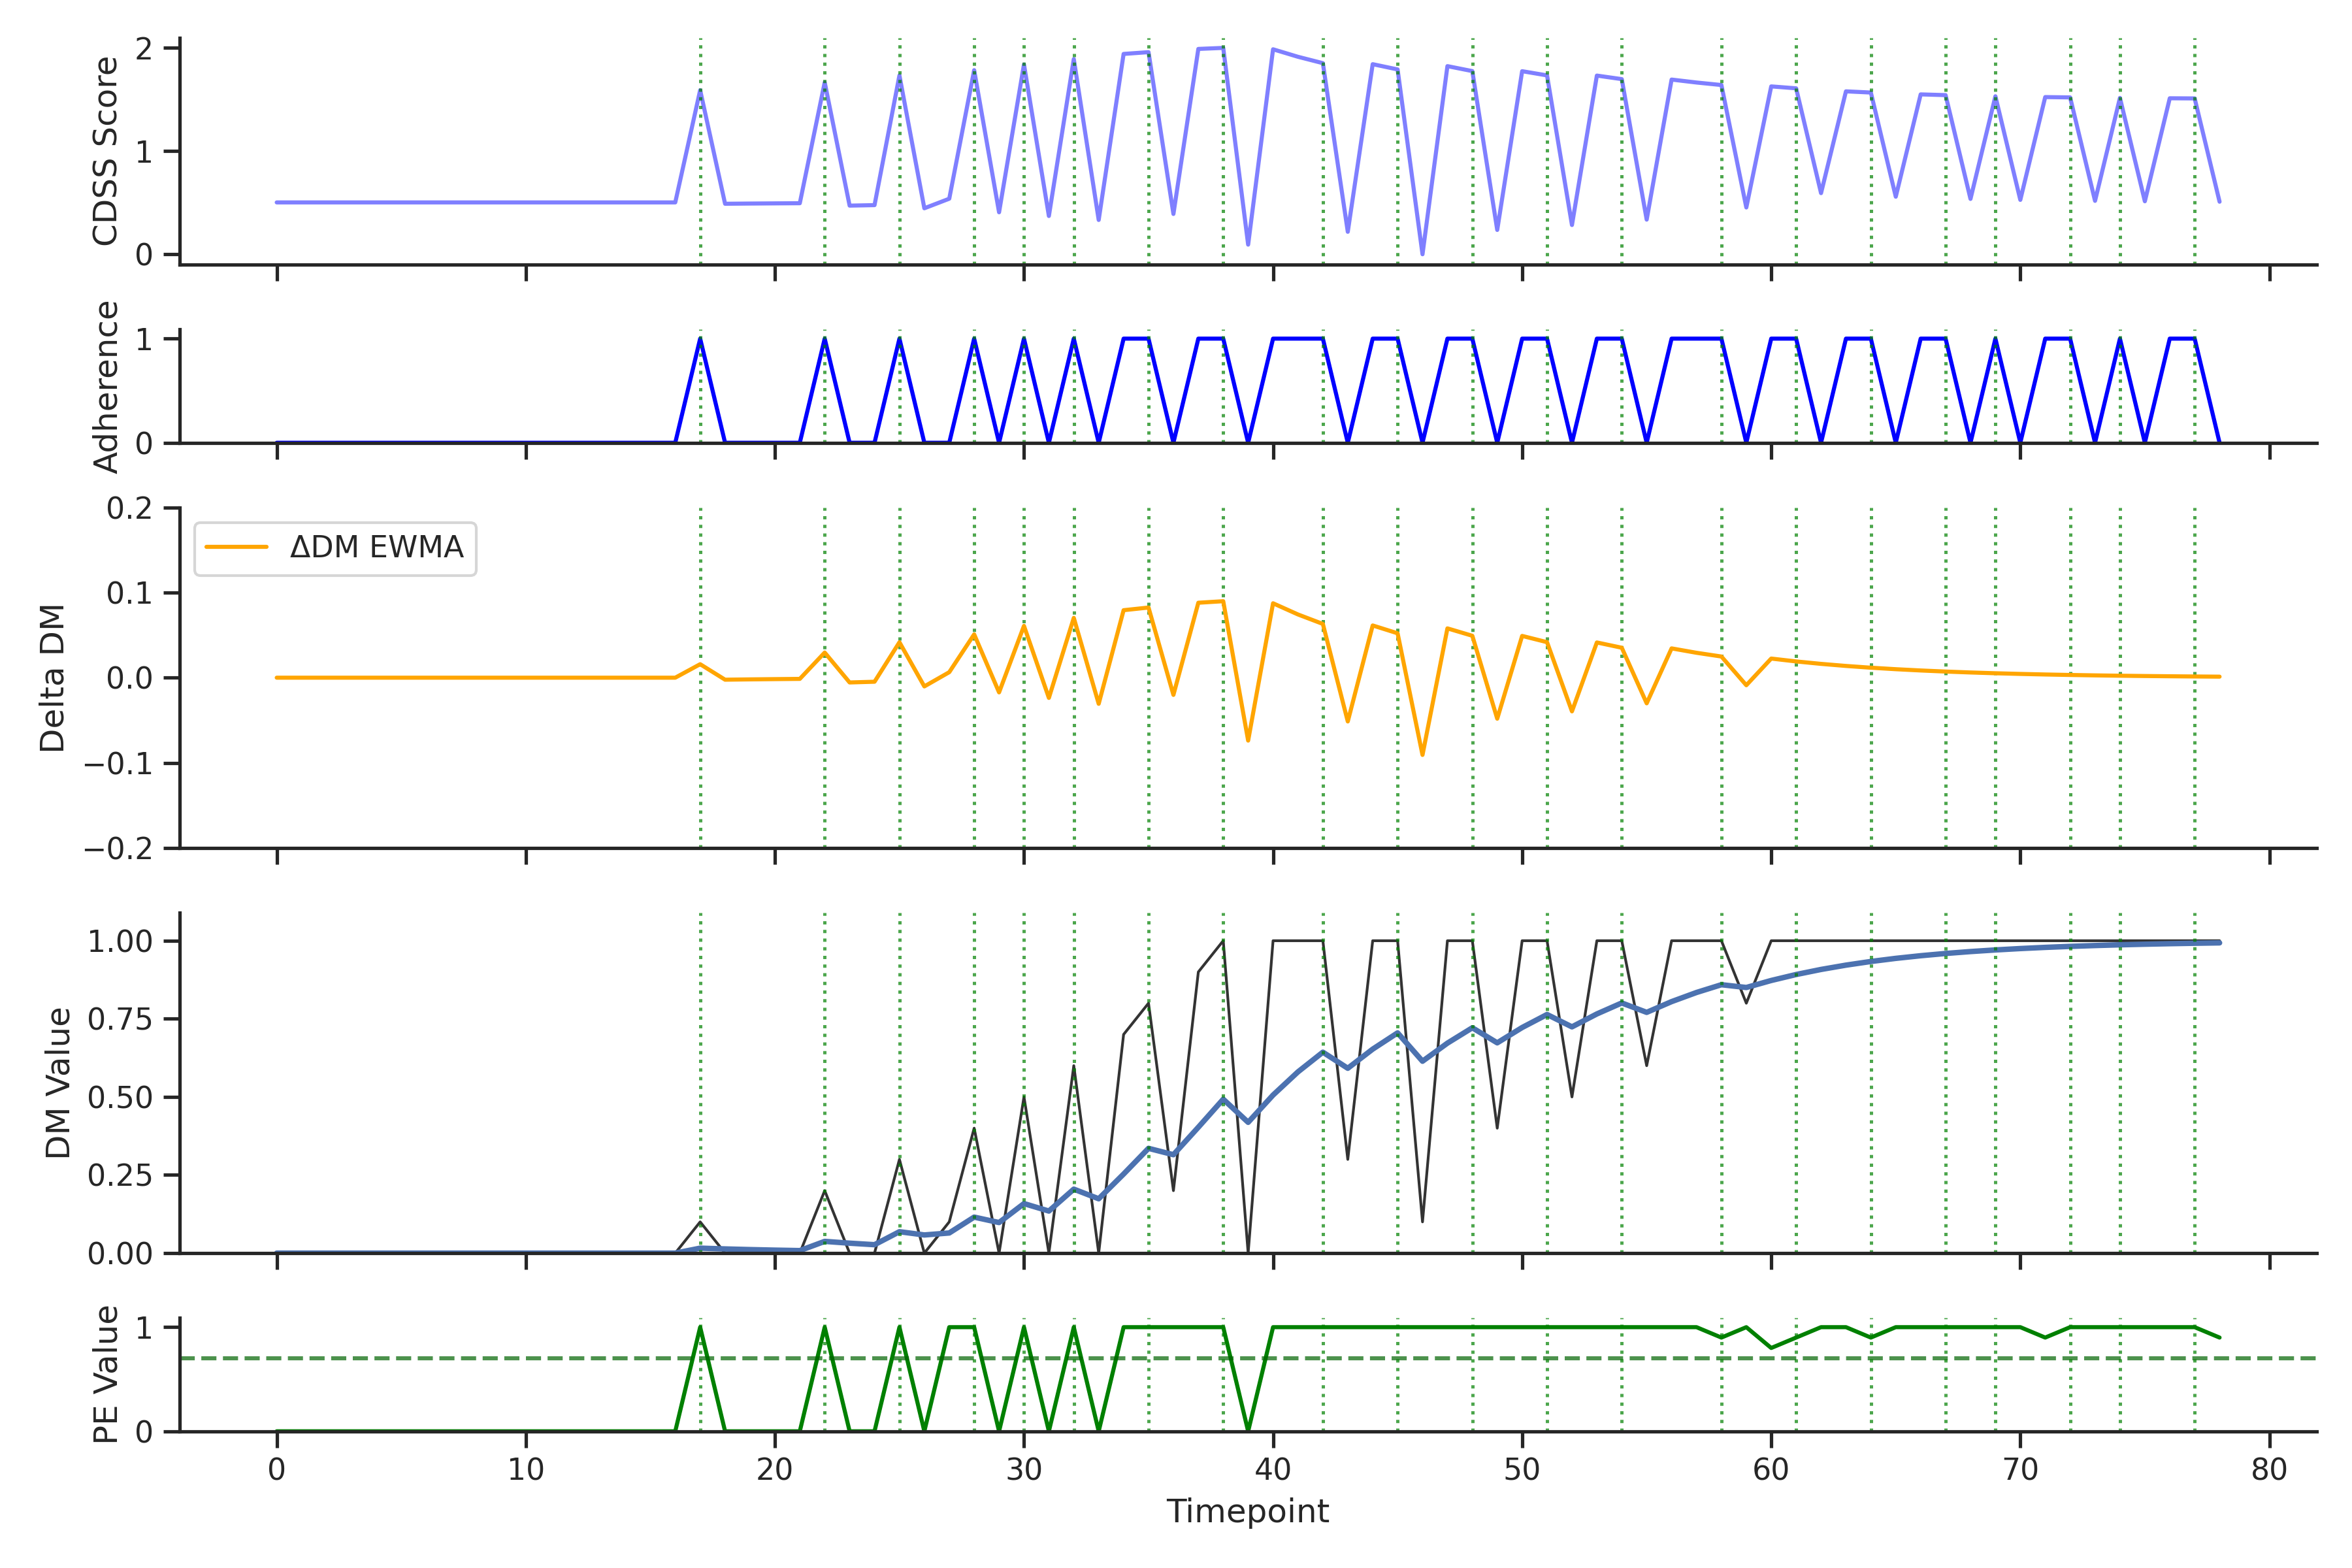 CDSS Score
2
1
0
Adherence
1
0
Delta DM
0.2
0.1
0.0
−0.1
−0.2
ΔDM EWMA
DM Value
1.00
0.75
0.50
0.25
0.00
PE Value
1
0
0 10 20 30 40 50 60 70 80
Timepoint